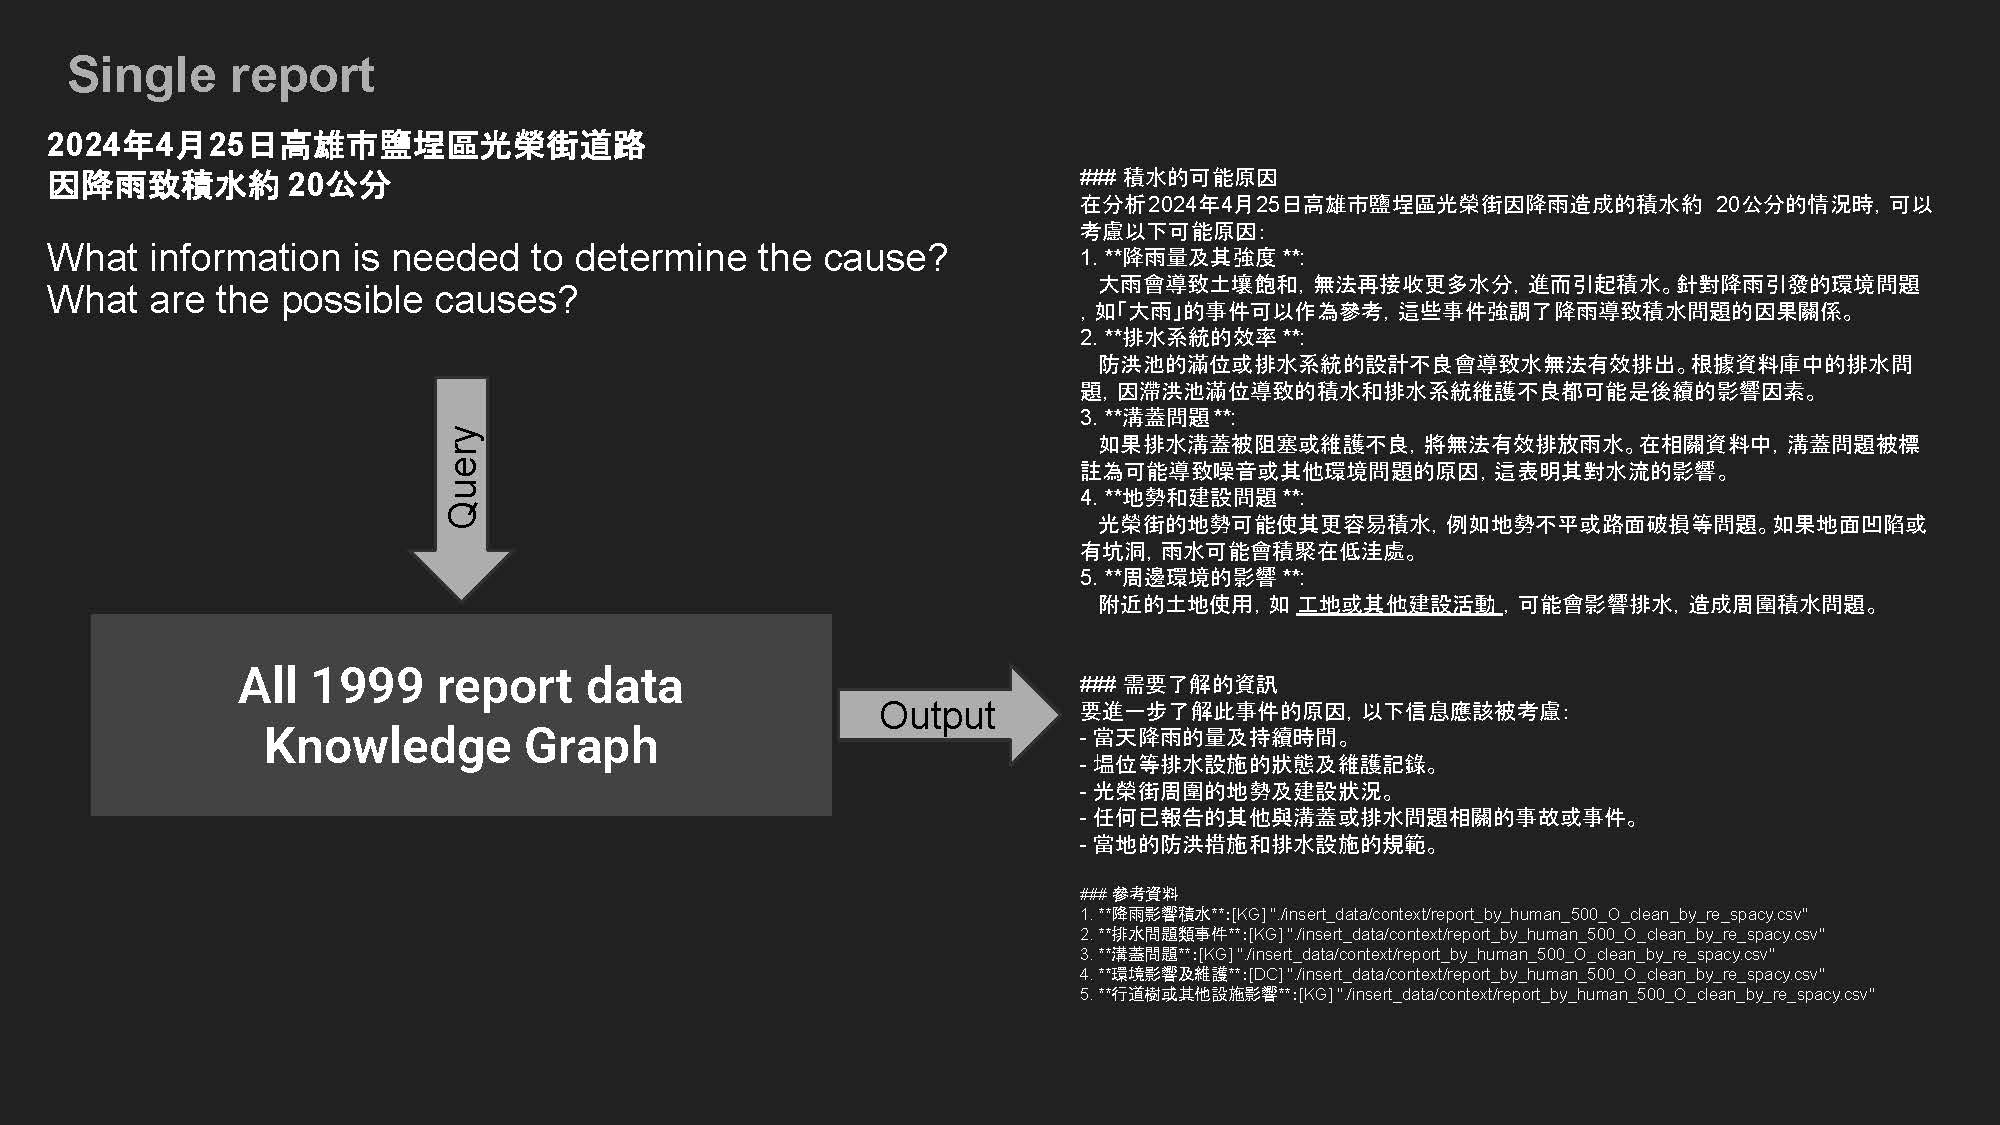 Single report
2024年4月25日高雄市鹽埕區光榮街道路
因降雨致積水約 20公分
What information is needed to determine the cause?
What are the possible causes?
Query
All 1999 report data
Knowledge Graph
Output
### 積水的可能原因
在分析2024年4月25日高雄市鹽埕區光榮街因降雨造成的積水約 20公分的情況時，可以
考慮以下可能原因：
1. **降雨量及其強度 **:
大雨會導致土壤飽和，無法再接收更多水分，進而引起積水。針對降雨引發的環境問題
，如「大雨」的事件可以作為參考，這些事件強調了降雨導致積水問題的因果關係。
2. **排水系統的效率 **:
防洪池的滿位或排水系統的設計不良會導致水無法有效排出。根據資料庫中的排水問
題，因滯洪池滿位導致的積水和排水系統維護不良都可能是後續的影響因素。
3. **溝蓋問題 **:
如果排水溝蓋被阻塞或維護不良，將無法有效排放雨水。在相關資料中，溝蓋問題被標
註為可能導致噪音或其他環境問題的原因，這表明其對水流的影響。
4. **地勢和建設問題 **:
光榮街的地勢可能使其更容易積水，例如地勢不平或路面破損等問題。如果地面凹陷或
有坑洞，雨水可能會積聚在低洼處。
5. **周邊環境的影響 **:
附近的土地使用，如 工地或其他建設活動 ，可能會影響排水，造成周圍積水問題。
### 需要了解的資訊
要進一步了解此事件的原因，以下信息應該被考慮：
- 當天降雨的量及持續時間。
- 塭位等排水設施的狀態及維護記錄。
- 光榮街周圍的地勢及建設狀況。
- 任何已報告的其他與溝蓋或排水問題相關的事故或事件。
- 當地的防洪措施和排水設施的規範。
### 參考資料
1. **降雨影響積水**:[KG] "./insert_data/context/report_by_human_500_O_clean_by_re_spacy.csv"
2. **排水問題類事件**:[KG] "./insert_data/context/report_by_human_500_O_clean_by_re_spacy.csv"
3. **溝蓋問題**:[KG] "./insert_data/context/report_by_human_500_O_clean_by_re_spacy.csv"
4. **環境影響及維護**:[DC] "./insert_data/context/report_by_human_500_O_clean_by_re_spacy.csv"
5. **行道樹或其他設施影響**:[KG] "./insert_data/context/report_by_human_500_O_clean_by_re_spacy.csv"